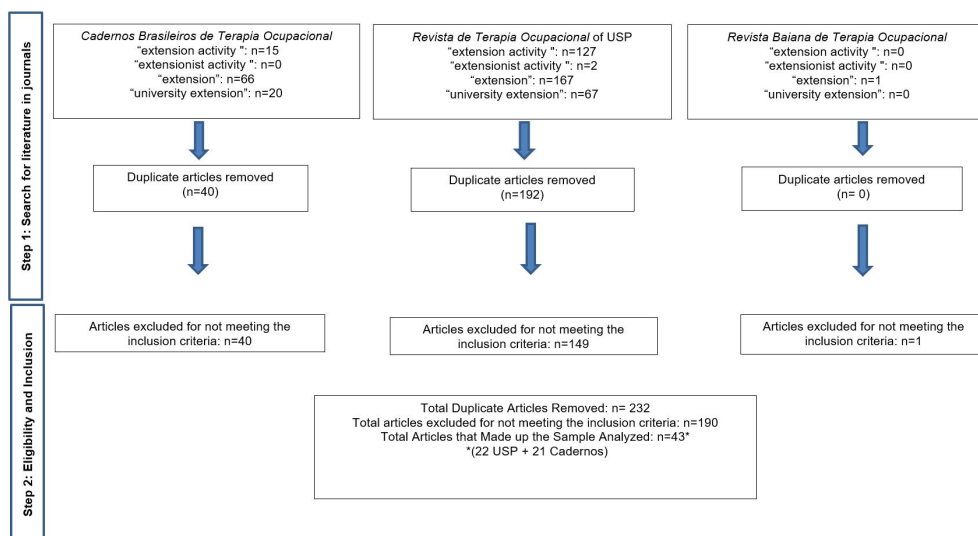 Step 1: Search for literature in journals
Cadernos Brasileiros de Terapia Ocupacional
“extension activity ": n=15
“extensionist activity ": n=0
“extension”: n=66
“university extension”: n=20
Revista de Terapia Ocupacional of USP
“extension activity ": n=127
“extensionist activity ": n=2
“extension”: n=167
“university extension”: n=67
Revista Baiana de Terapia Ocupacional
“extension activity ": n=0
“extensionist activity ": n=0
“extension”: n=1
“university extension”: n=0
Duplicate articles removed
(n=40)
Duplicate articles removed
(n=192)
Duplicate articles removed
(n= 0)
Step 2: Eligibility and Inclusion
Articles excluded for not meeting the
inclusion criteria: n=40
Articles excluded for not meeting the
inclusion criteria: n=149
Articles excluded for not meeting the
inclusion criteria: n=1
Total Duplicate Articles Removed: n= 232
Total articles excluded for not meeting the inclusion criteria: n=190
Total Articles that Made up the Sample Analyzed: n=43*
*(22 USP + 21 Cadernos)